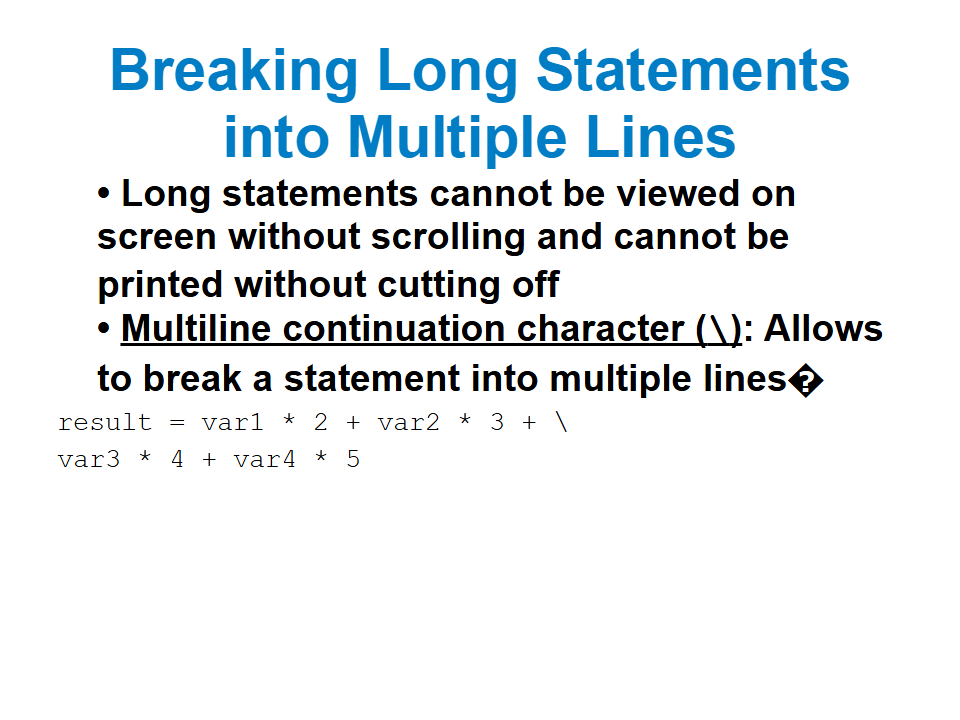 Breaking Long Statements
into Multiple Lines
• Long statements cannot be viewed on
screen without scrolling and cannot be
printed without cutting off
• Multiline continuation character (\): Allows
to break a statement into multiple lines�
result = var1 * 2 + var2 * 3 + \
var3 * 4 + var4 * 5